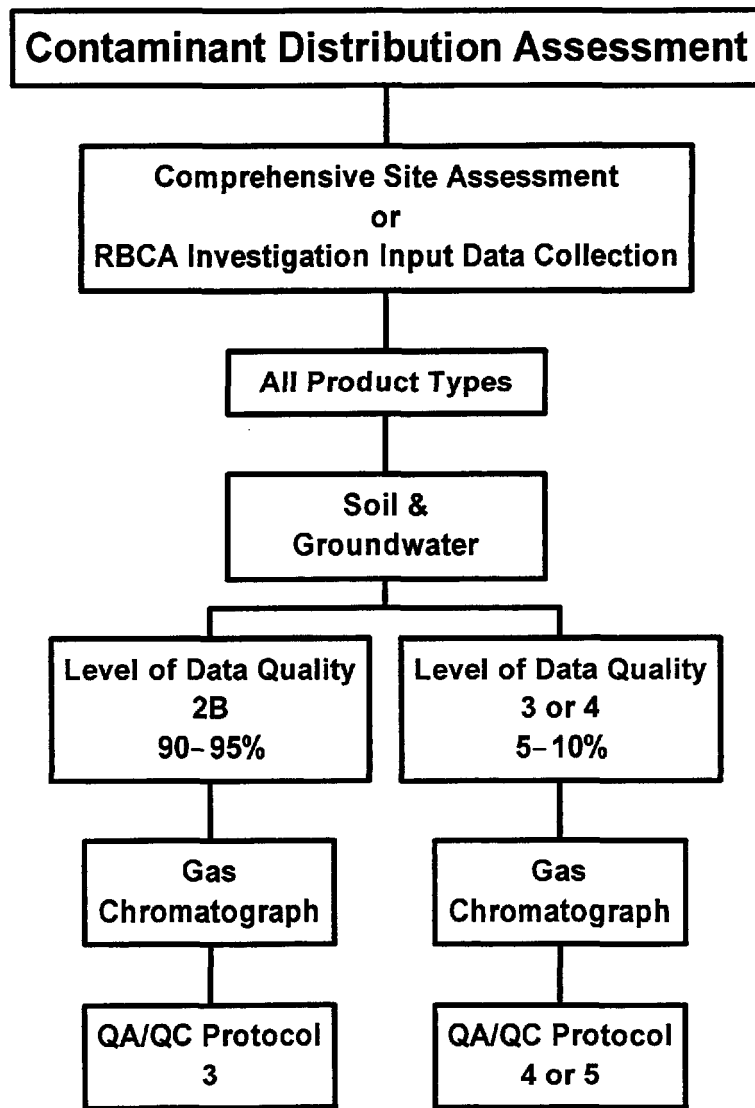 Contaminant Distribution Assessment
Comprehensive Site Assessment
or
RBCA Investigation Input Data Collection
All Product Types
Soil &
Groundwater
Level of Data Quality
2B
90–95%
Gas
Chromatograph
QA/QC Protocol
3
Level of Data Quality
3 or 4
5–10%
Gas
Chromatograph
QA/QC Protocol
4 or 5